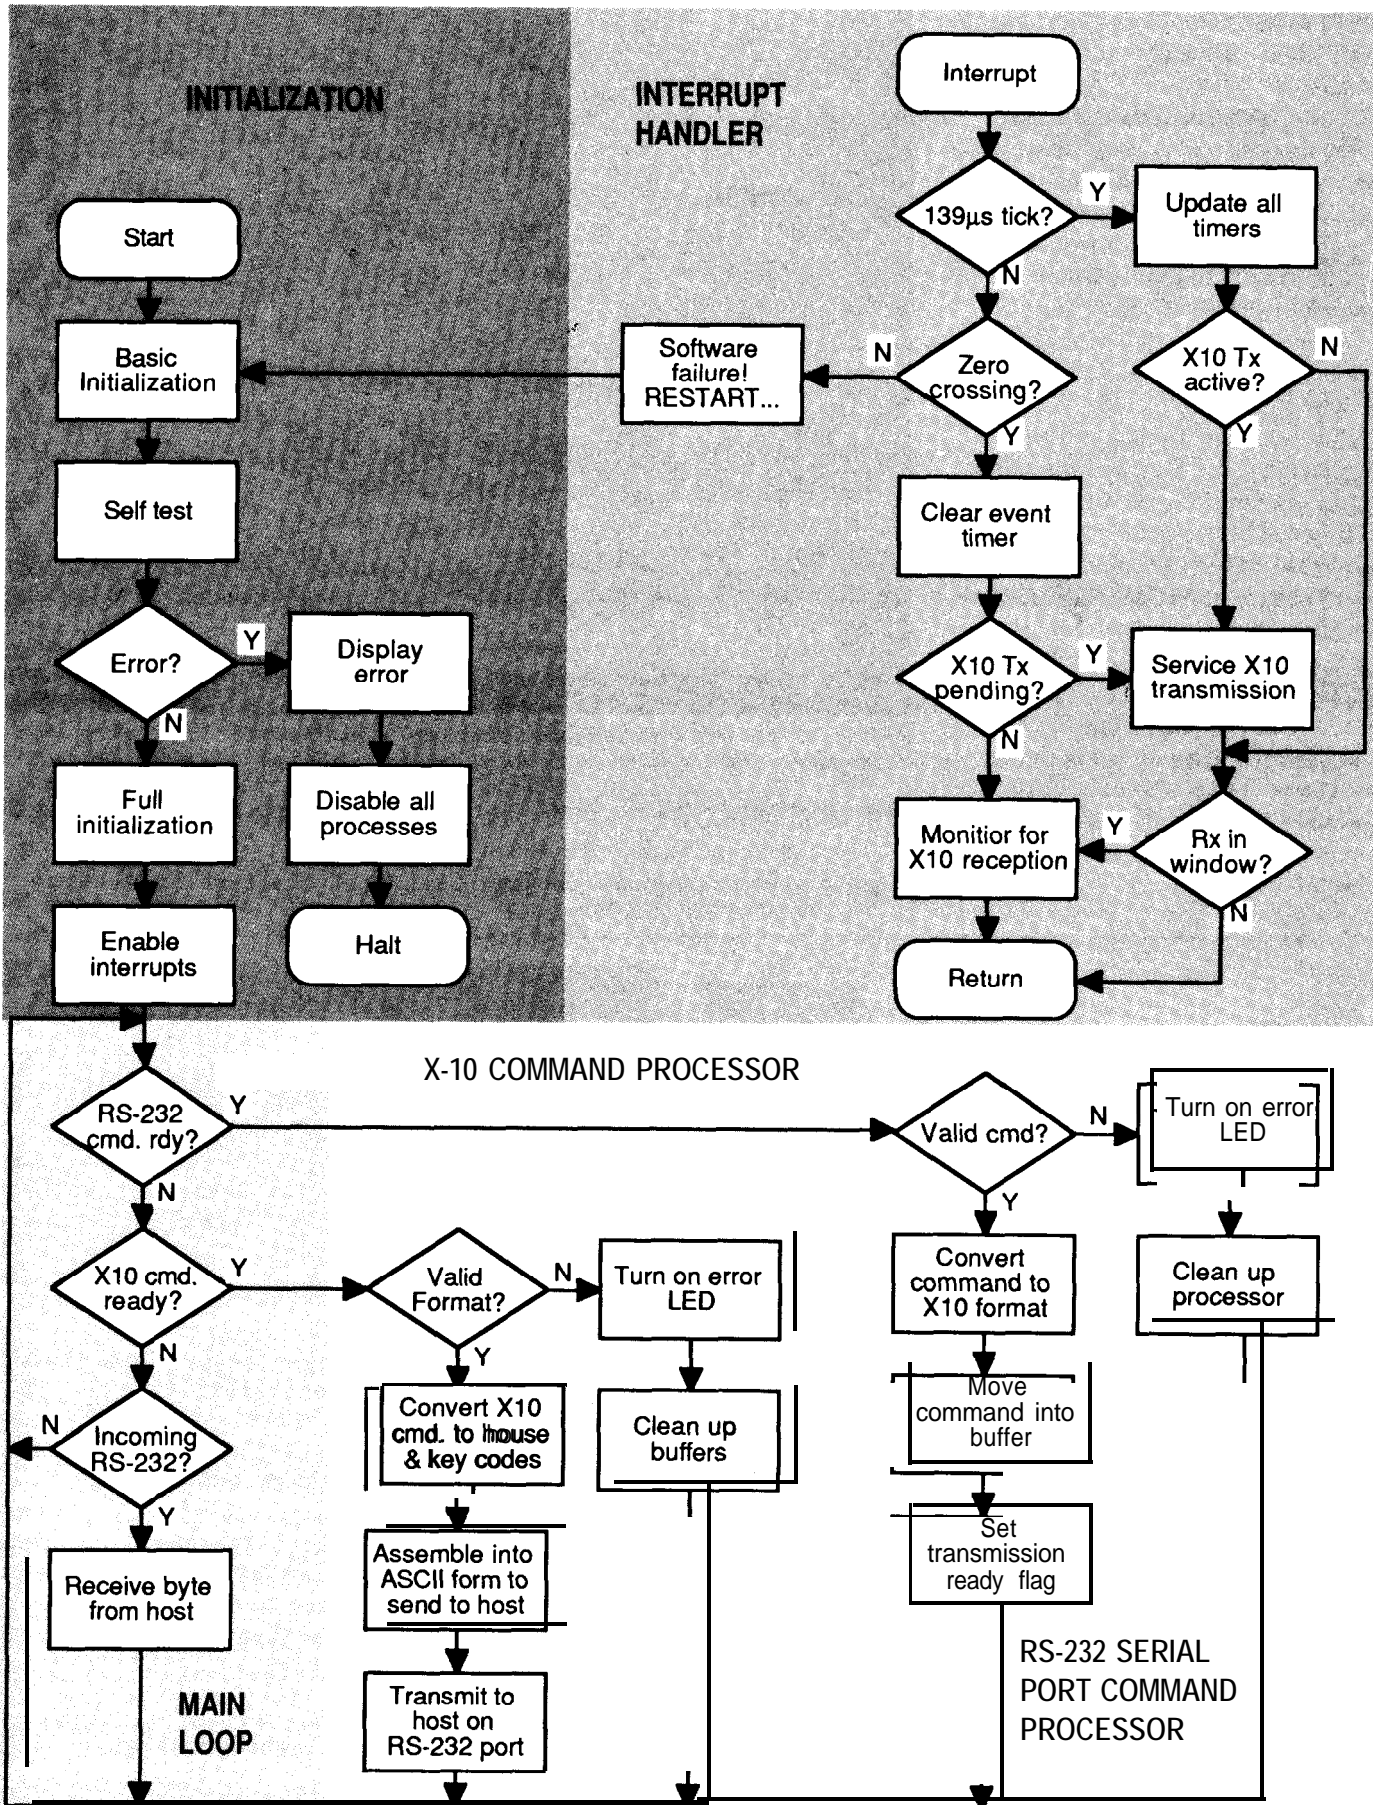 INITIALIZATION
Start
Basic
Initialization
Self test
Error?
Y
N
Display
error
Full
initialization
Disable all
processes
Enable
interrupts
Halt
INTERRUPT
HANDLER
Interrupt
139µs tick?
Y
N
Update all
timers
Software
failure!
RESTART...
N
Zero
crossing?
Y
X10 Tx
active?
N
Y
Clear event
timer
X10 Tx
pending?
Y
N
Service X10
transmission
Monitior for
X10 reception
Y
Rx in
window?
N
Return
X-10 COMMAND PROCESSOR
RS-232
cmd. rdy?
Y
N
Valid cmd?
N
Y
Turn on error
LED
X10 cmd.
ready?
Y
N
Valid
Format?
N
Y
Turn on error
LED
Convert
command to
X10 format
Clean up
processor
Incoming
RS-232?
N
Y
Convert X10
cmd. to house
& key codes
Clean up
buffers
Move
command into
buffer
Receive byte
from host
Assemble into
ASCII form to
send to host
Set
transmission
ready flag
MAIN
LOOP
Transmit to
host on
RS-232 port
RS-232 SERIAL
PORT COMMAND
PROCESSOR